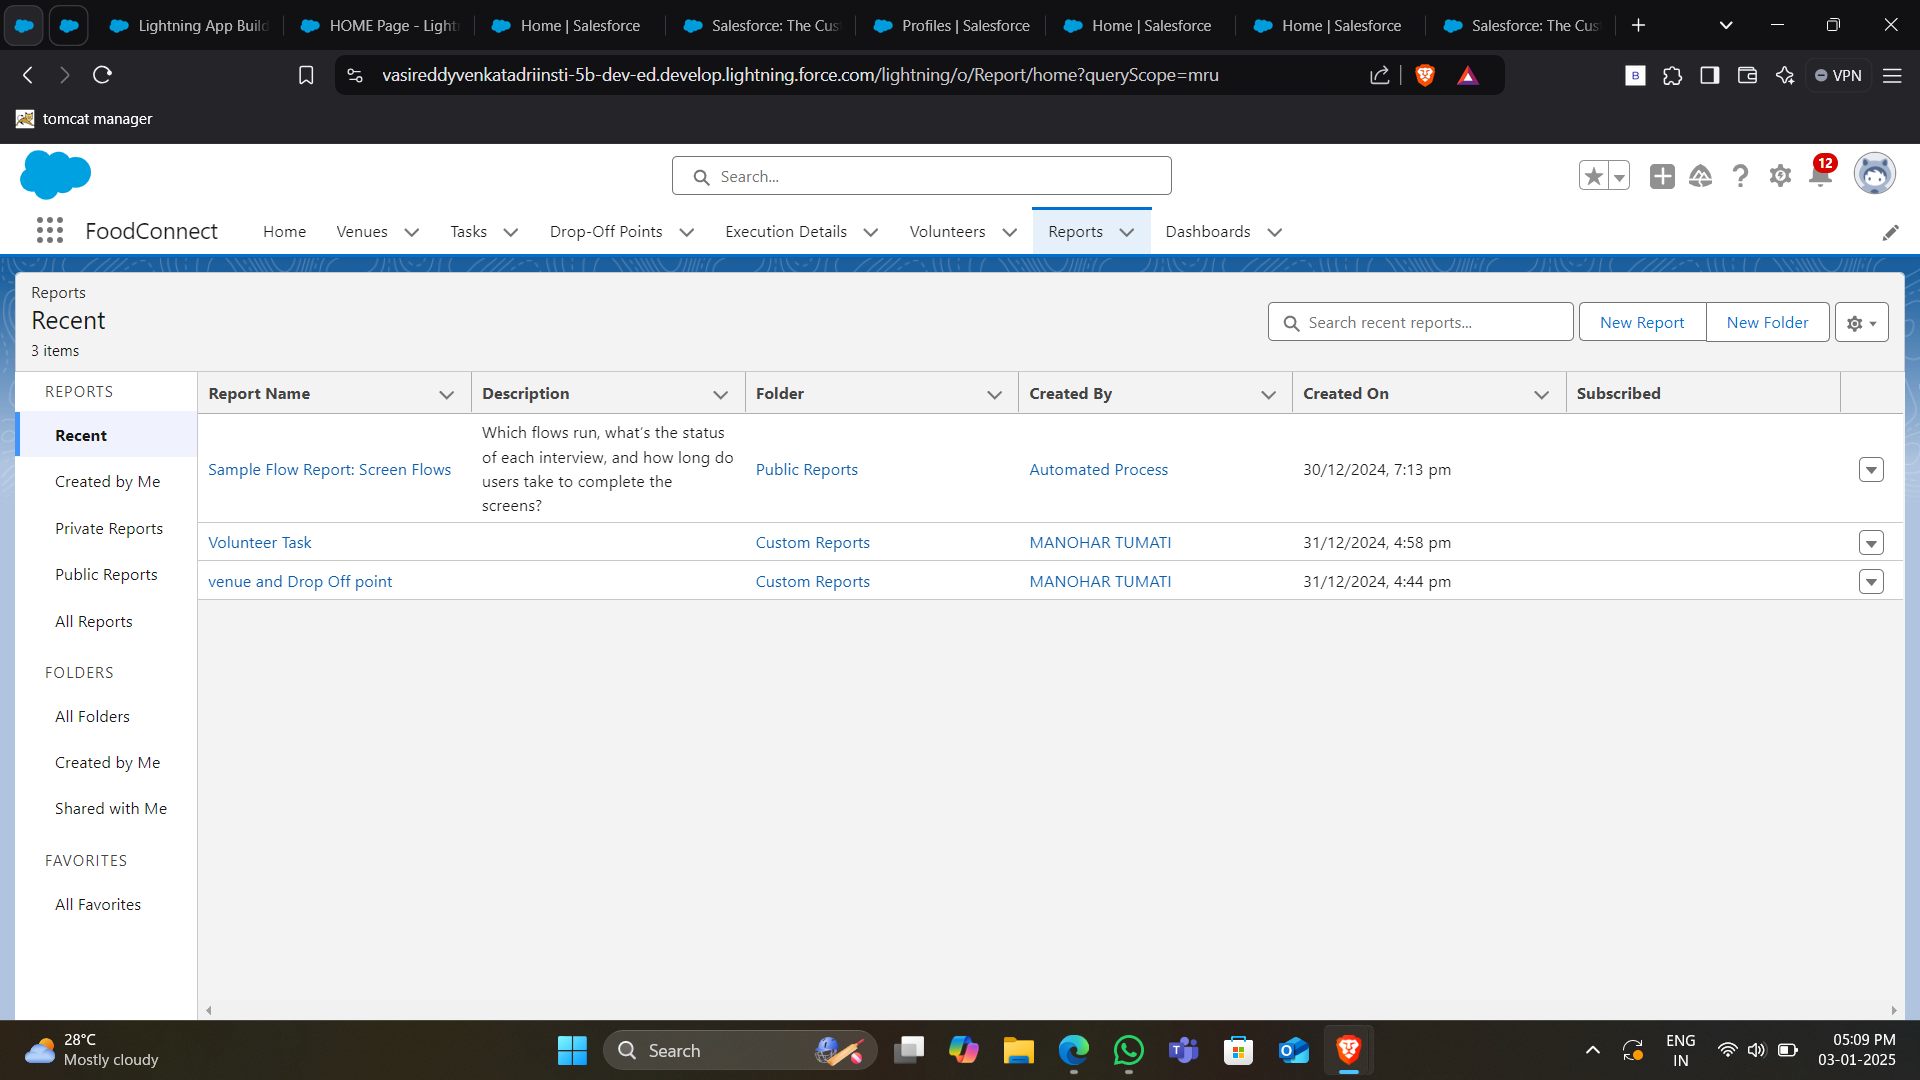 Lightning App Build
HOME Page - Light
Home | Salesforce
Salesforce: The Cus
Profiles | Salesforce
Home | Salesforce
Home | Salesforce
Salesforce: The Cus
vasireddyvenkatadriinsti-5b-dev-ed.develop.lightning.force.com/lightning/o/Report/home?queryScope=mru
B
VPN
tomcat manager
Search...
12
FoodConnect
Home
Venues
Tasks
Drop-Off Points
Execution Details
Volunteers
Reports
Dashboards
Reports
Recent
3 items
Search recent reports...
New Report
New Folder
REPORTS
Recent
Created by Me
Private Reports
Public Reports
All Reports
FOLDERS
All Folders
Created by Me
Shared with Me
FAVORITES
All Favorites
Report Name
Description
Folder
Created By
Created On
Subscribed
Sample Flow Report: Screen Flows
Which flows run, what's the status
of each interview, and how long do
users take to complete the
screens?
Public Reports
Automated Process
30/12/2024, 7:13 pm
Volunteer Task
Custom Reports
MANOHAR TUMATI
31/12/2024, 4:58 pm
venue and Drop Off point
Custom Reports
MANOHAR TUMATI
31/12/2024, 4:44 pm
28°C
Mostly cloudy
Search
ENG
IN
05:09 PM
03-01-2025